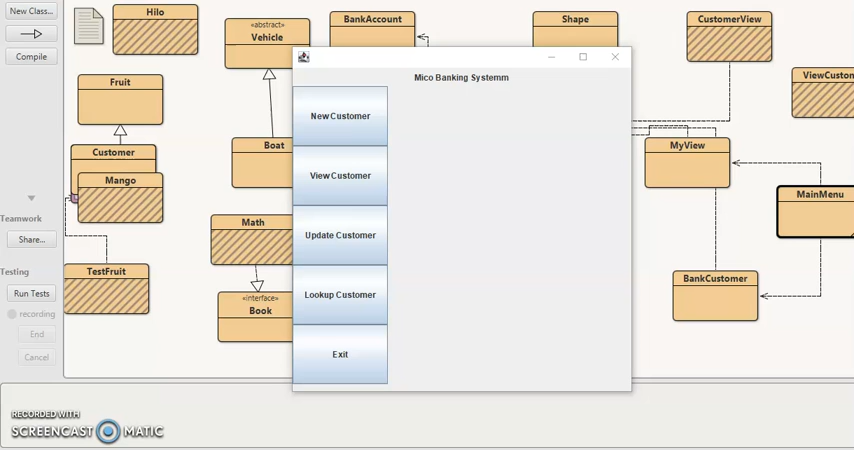 New Class...
Compile
Teamwork
Share...
Testing
Run Tests
recording
End
Cancel
Hilo
«abstract»
Vehicle
BankAccount
Shape
CustomerView
Fruit
Customer
Mango
TestFruit
Boat
Math
«interface»
Book
MyView
MainMenu
BankCustomer
Mico Banking Systemm
New Customer
View Customer
Update Customer
Lookup Customer
Exit
RECORDED WITH
SCREENCAST MATIC